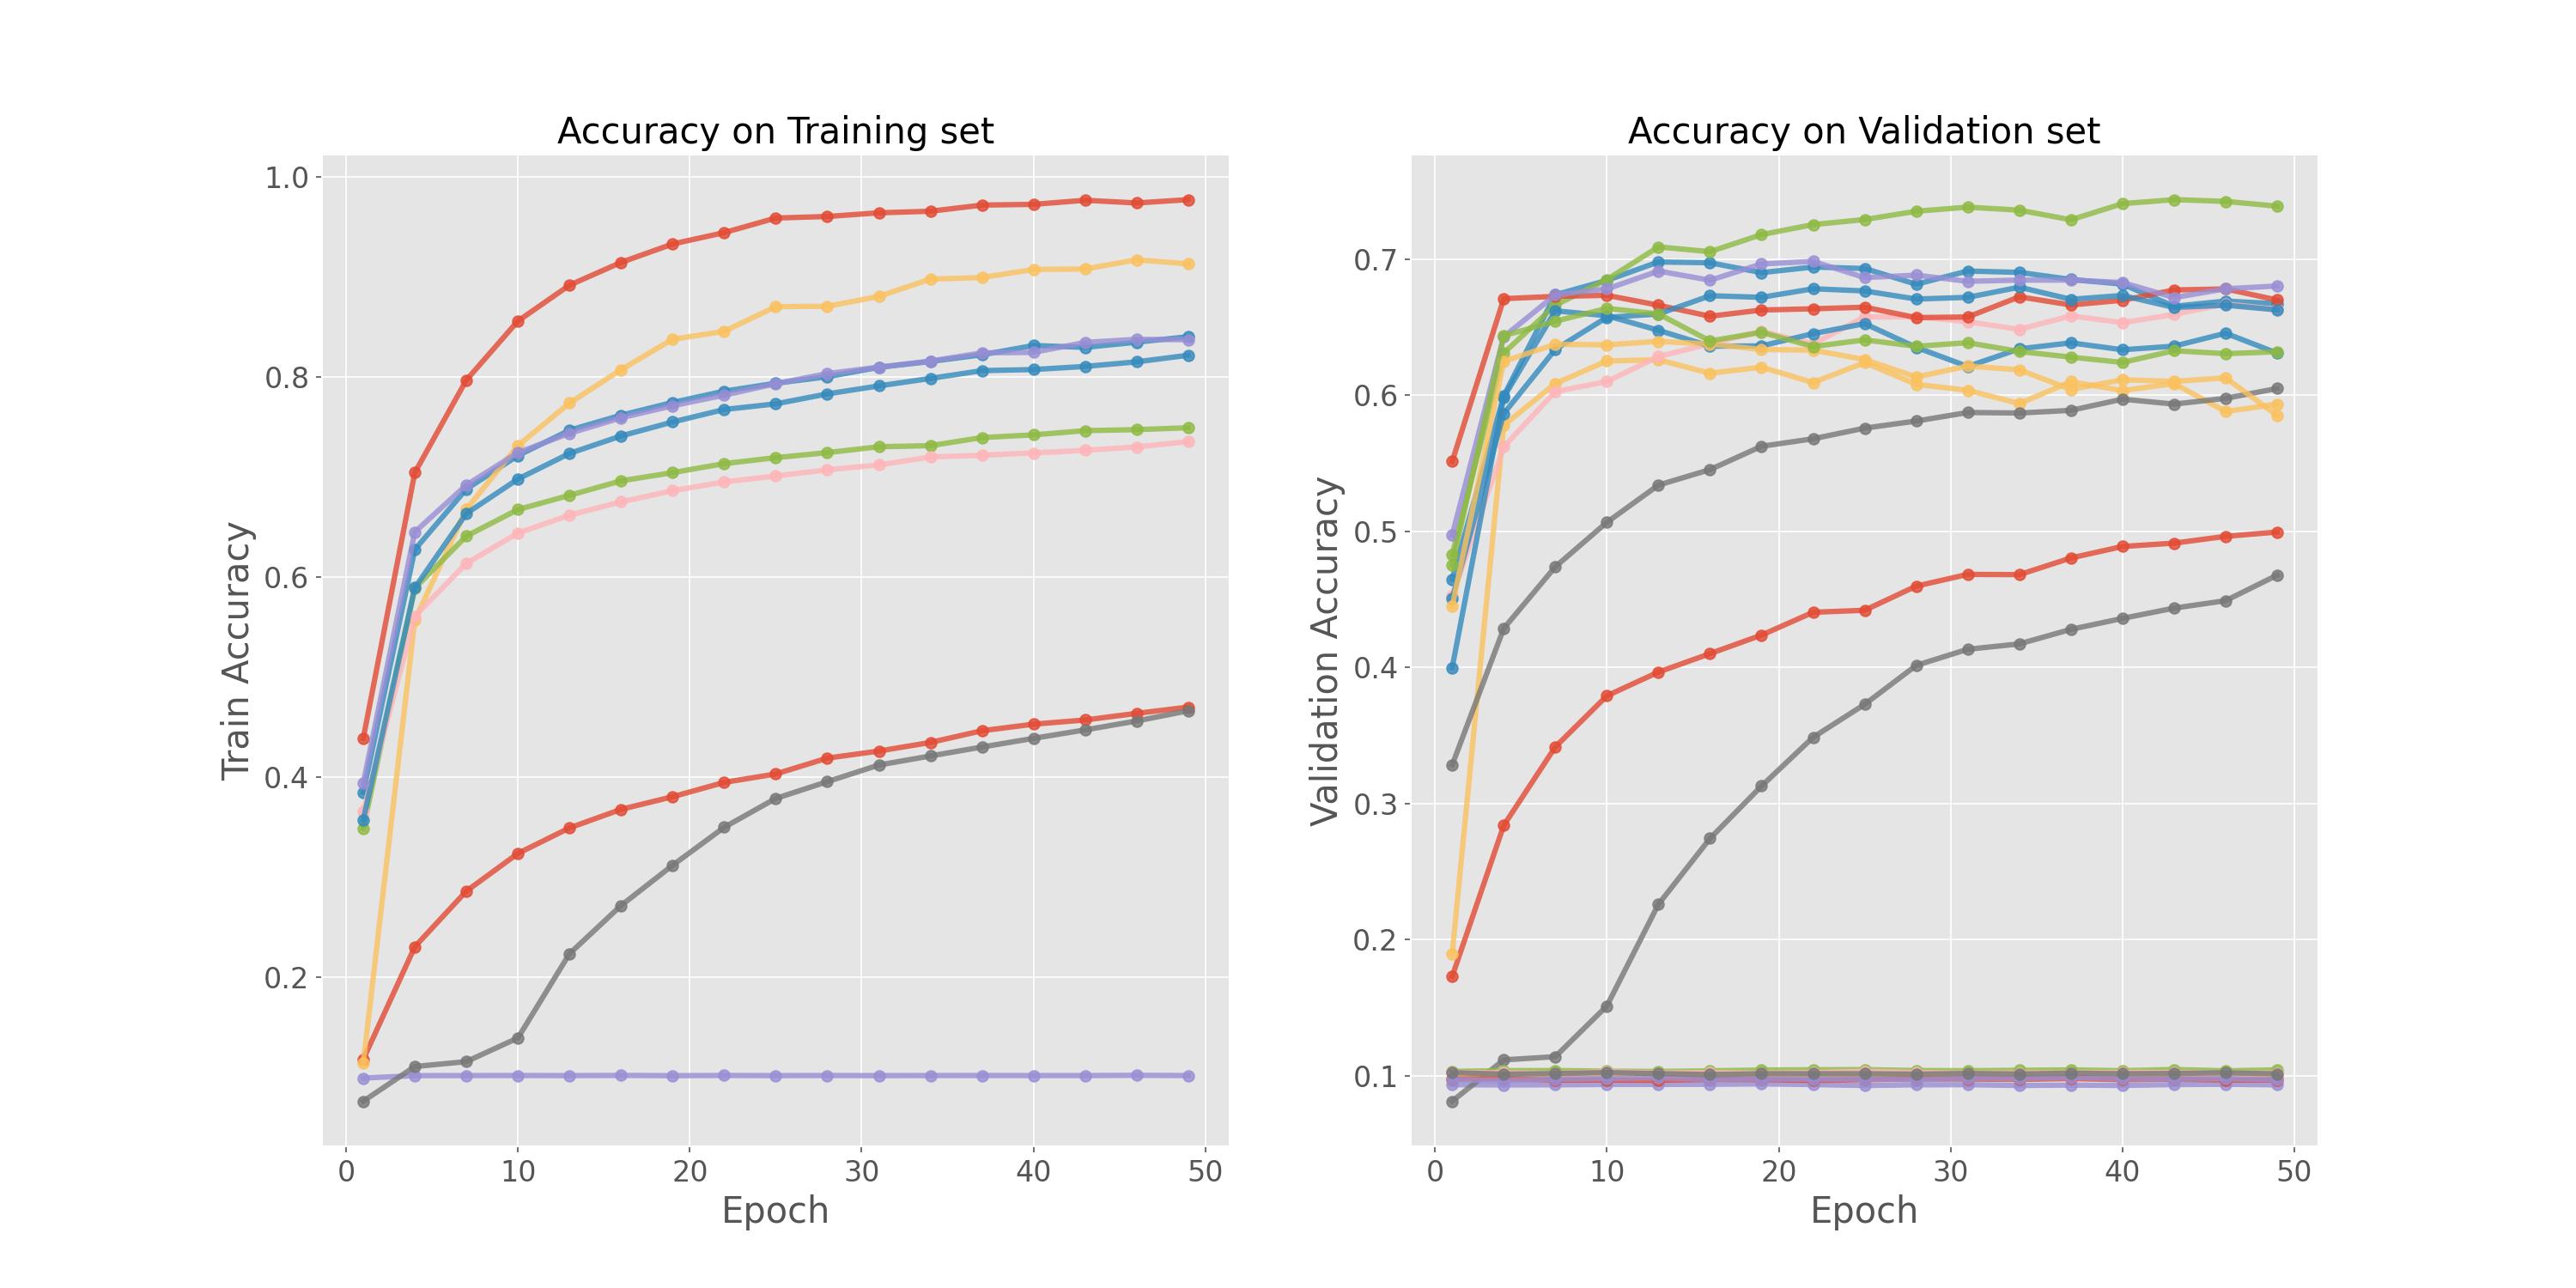 Accuracy on Training set
1.0
0.8
0.6
0.4
0.2
Train Accuracy
0 10 20 30 40 50
Epoch
Accuracy on Validation set
0.7
0.6
0.5
0.4
0.3
0.2
0.1
Validation Accuracy
0 10 20 30 40 50
Epoch